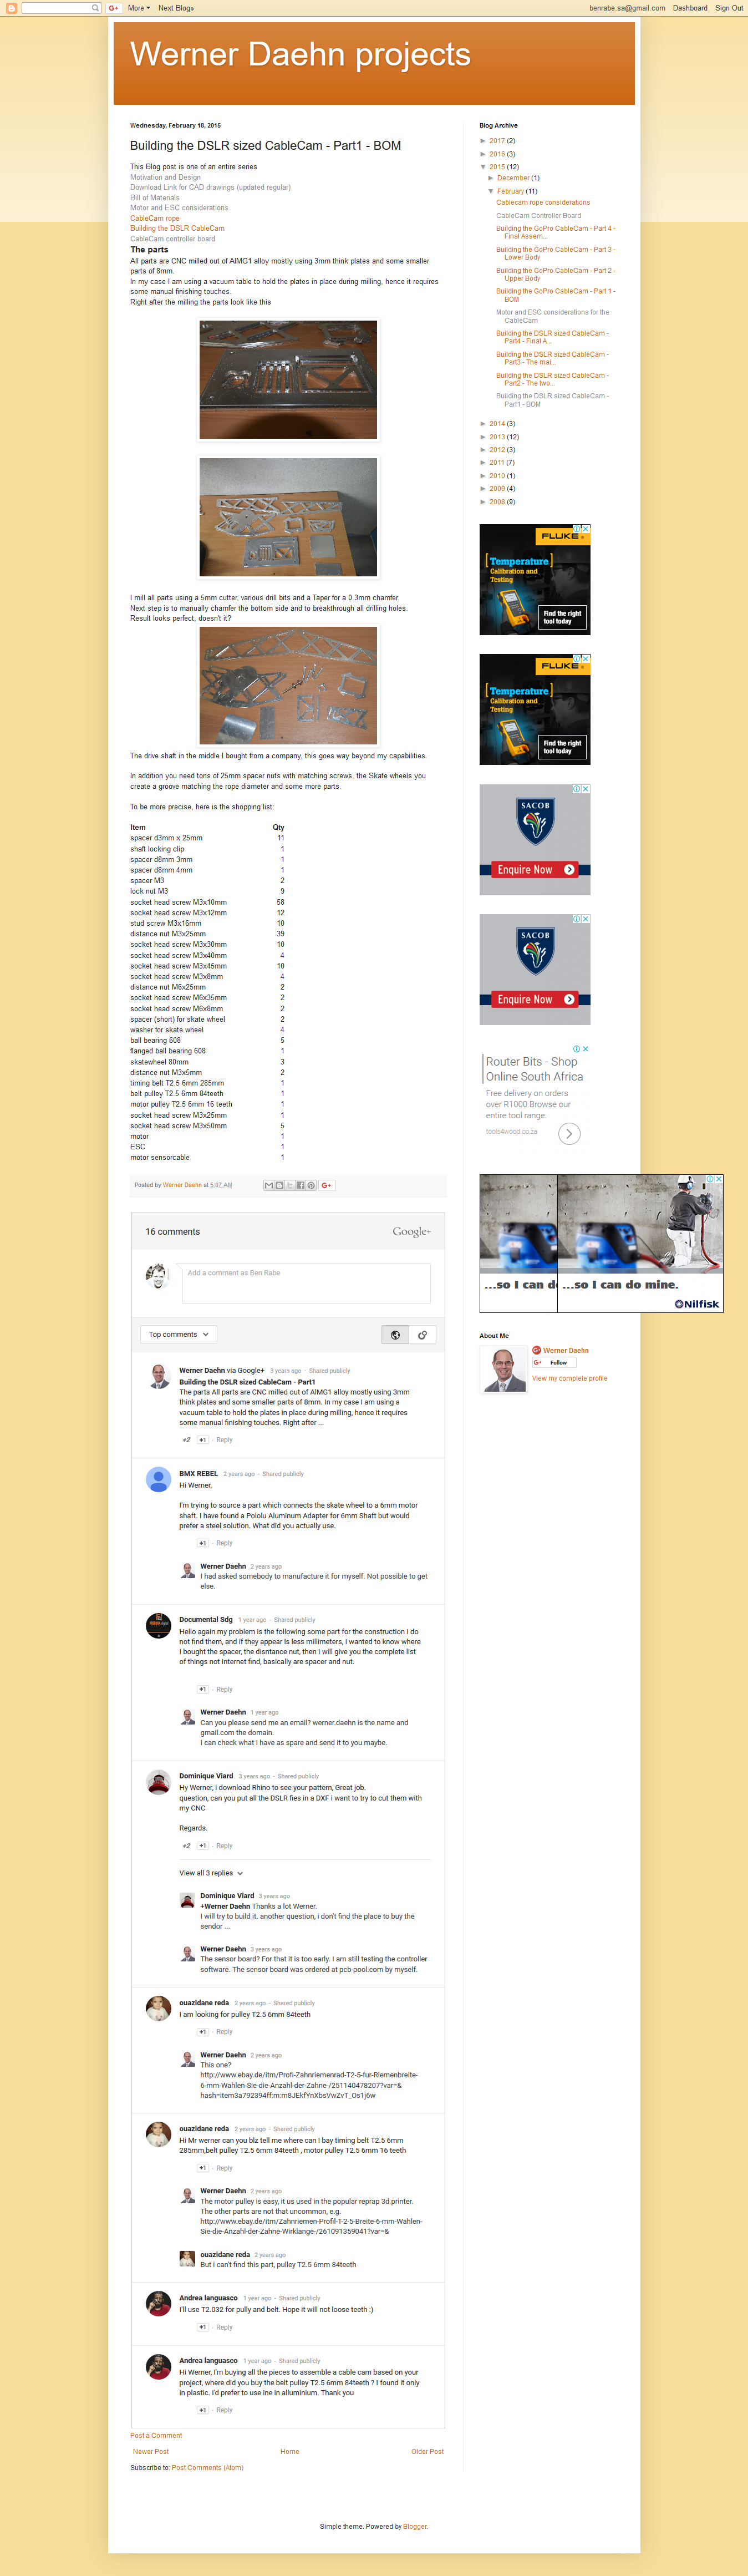 More
Next Blog»
benrabe.sa@gmail.com
Dashboard
Sign Out
Werner Daehn projects
Wednesday, February 18, 2015
Building the DSLR sized CableCam - Part1 - BOM
This Blog post is one of an entire series
Motivation and Design
Download Link for CAD drawings (updated regular)
Bill of Materials
Motor and ESC considerations
CableCam rope
Building the DSLR CableCam
CableCam controller board
The parts
All parts are CNC milled out of AlMG1 alloy mostly using 3mm think plates and some smaller
parts of 8mm.
In my case I am using a vacuum table to hold the plates in place during milling, hence it requires
some manual finishing touches.
Right after the milling the parts look like this
I mill all parts using a 5mm cutter, various drill bits and a Taper for a 0.3mm chamfer.
Next step is to manually chamfer the bottom side and to breakthrough all drilling holes.
Result looks perfect, doesn't it?
The drive shaft in the middle I bought from a company, this goes way beyond my capabilities.
In addition you need tons of 25mm spacer nuts with matching screws, the Skate wheels you
create a groove matching the rope diameter and some more parts.
To be more precise, here is the shopping list:
Item Qty
spacer d3mm x 25mm 11
shaft locking clip 1
spacer d8mm 3mm 1
spacer d8mm 4mm 1
spacer M3 2
lock nut M3 9
socket head screw M3x10mm 58
socket head screw M3x12mm 12
stud screw M3x16mm 10
distance nut M3x25mm 39
socket head screw M3x30mm 10
socket head screw M3x40mm 4
socket head screw M3x45mm 10
socket head screw M3x8mm 4
distance nut M6x25mm 2
socket head screw M6x35mm 2
socket head screw M6x8mm 2
spacer (short) for skate wheel 2
washer for skate wheel 4
ball bearing 608 5
flanged ball bearing 608 1
skatewheel 80mm 3
distance nut M3x5mm 2
timing belt T2.5 6mm 285mm 1
belt pulley T2.5 6mm 84teeth 1
motor pulley T2.5 6mm 16 teeth 1
socket head screw M3x25mm 1
socket head screw M3x50mm 5
motor 1
ESC 1
motor sensorcable 1
Posted by Werner Daehn at 5:07 AM
G+
16 comments
Google+
Add a comment as Ben Rabe
Top comments
Werner Daehn via Google+ 3 years ago - Shared publicly
Building the DSLR sized CableCam - Part1
The parts All parts are CNC milled out of AlMG1 alloy mostly using 3mm
think plates and some smaller parts of 8mm. In my case I am using a
vacuum table to hold the plates in place during milling, hence it requires
some manual finishing touches. Right after ...
+2 +1 · Reply
BMX REBEL 2 years ago - Shared publicly
Hi Werner,
I'm trying to source a part which connects the skate wheel to a 6mm motor
shaft. I have found a Pololu Aluminum Adapter for 6mm Shaft but would
prefer a steel solution. What did you actually use.
+1 · Reply
Werner Daehn 2 years ago
I had asked somebody to manufacture it for myself. Not possible to get
else.
Documental Sdg 1 year ago - Shared publicly
Hello again my problem is the following some part for the construction I do
not find them, and if they appear is less millimeters, I wanted to know where
I bought the spacer, the disntance nut, then I will give you the complete list
of things not Internet find, basically are spacer and nut.
+1 · Reply
Werner Daehn 1 year ago
Can you please send me an email? werner.daehn is the name and
gmail.com the domain.
I can check what I have as spare and send it to you maybe.
Dominique Viard 3 years ago - Shared publicly
Hy Werner, i download Rhino to see your pattern, Great job.
question, can you put all the DSLR fies in a DXF i want to try to cut them with
my CNC
Regards.
+2 +1 · Reply
View all 3 replies
Dominique Viard 3 years ago
+Werner Daehn Thanks a lot Werner.
I will try to build it. another question, i don't find the place to buy the
sendor ...
Werner Daehn 3 years ago
The sensor board? For that it is too early. I am still testing the controller
software. The sensor board was ordered at pcb-pool.com by myself.
ouazidane reda 2 years ago - Shared publicly
I am looking for pulley T2.5 6mm 84teeth
+1 · Reply
Werner Daehn 2 years ago
This one?
http://www.ebay.de/itm/Profi-Zahnriemenrad-T2-5-fur-Riemenbreite-
6-mm-Wahlen-Sie-die-Anzahl-der-Zahne-/251140478207?var=&
hash=item3a792394ff:m:m8JEkfYnXbsVwZvT_Os1j6w
ouazidane reda 2 years ago - Shared publicly
Hi Mr werner can you blz tell me where can I bay timing belt T2.5 6mm
285mm,belt pulley T2.5 6mm 84teeth , motor pulley T2.5 6mm 16 teeth
+1 · Reply
Werner Daehn 2 years ago
The motor pulley is easy, it us used in the popular reprap 3d printer.
The other parts are not that uncommon, e.g.
http://www.ebay.de/itm/Zahnriemen-Profil-T-2-5-Breite-6-mm-Wahlen-
Sie-die-Anzahl-der-Zahne-Wirklange-/261091359041?var=&
ouazidane reda 2 years ago
But i can't find this part, pulley T2.5 6mm 84teeth
Andrea languasco 1 year ago - Shared publicly
I'll use T2.032 for pully and belt. Hope it will not loose teeth :)
+1 · Reply
Andrea languasco 1 year ago - Shared publicly
Hi Werner, I'm buying all the pieces to assemble a cable cam based on your
project, where did you buy the belt pulley T2.5 6mm 84teeth ? I found it only
in plastic. I'd prefer to use ine in alluminium. Thank you
+1 · Reply
Post a Comment
Newer Post
Home
Older Post
Subscribe to: Post Comments (Atom)
Blog Archive
► 2017 (2)
► 2016 (3)
▼ 2015 (12)
► December (1)
▼ February (11)
Cablecam rope considerations
CableCam Controller Board
Building the GoPro CableCam - Part 4 -
Final Assem...
Building the GoPro CableCam - Part 3 -
Lower Body
Building the GoPro CableCam - Part 2 -
Upper Body
Building the GoPro CableCam - Part 1 -
BOM
Motor and ESC considerations for the
CableCam
Building the DSLR sized CableCam -
Part4 - Final A...
Building the DSLR sized CableCam -
Part3 - The mai...
Building the DSLR sized CableCam -
Part2 - The two...
Building the DSLR sized CableCam -
Part1 - BOM
► 2014 (3)
► 2013 (12)
► 2012 (3)
► 2011 (7)
► 2010 (1)
► 2009 (4)
► 2008 (9)
FLUKE
Temperature
Calibration and
Testing
Find the right
tool today
FLUKE
Temperature
Calibration and
Testing
Find the right
tool today
SACOB
Enquire Now
SACOB
Enquire Now
Router Bits - Shop
Online South Africa
Free delivery on orders
over R1000.Browse our
entire tool range.
tools4wood.co.za
...so I can do
...so I can do mine.
Nilfisk
About Me
Werner Daehn
G+ Follow
View my complete profile
Simple theme. Powered by Blogger.